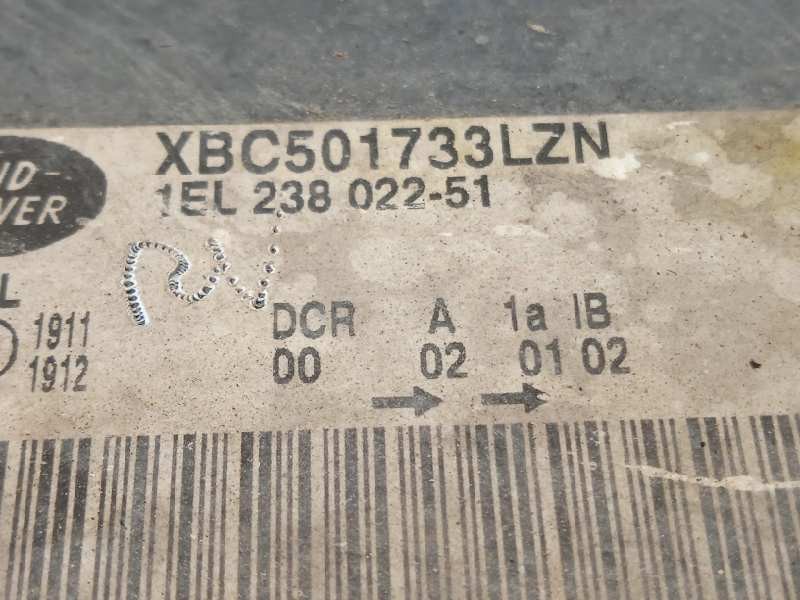 XBC501733LZN
1EL 238 022-51
DCR A 1a IB
00 02 01 02
1911
1912